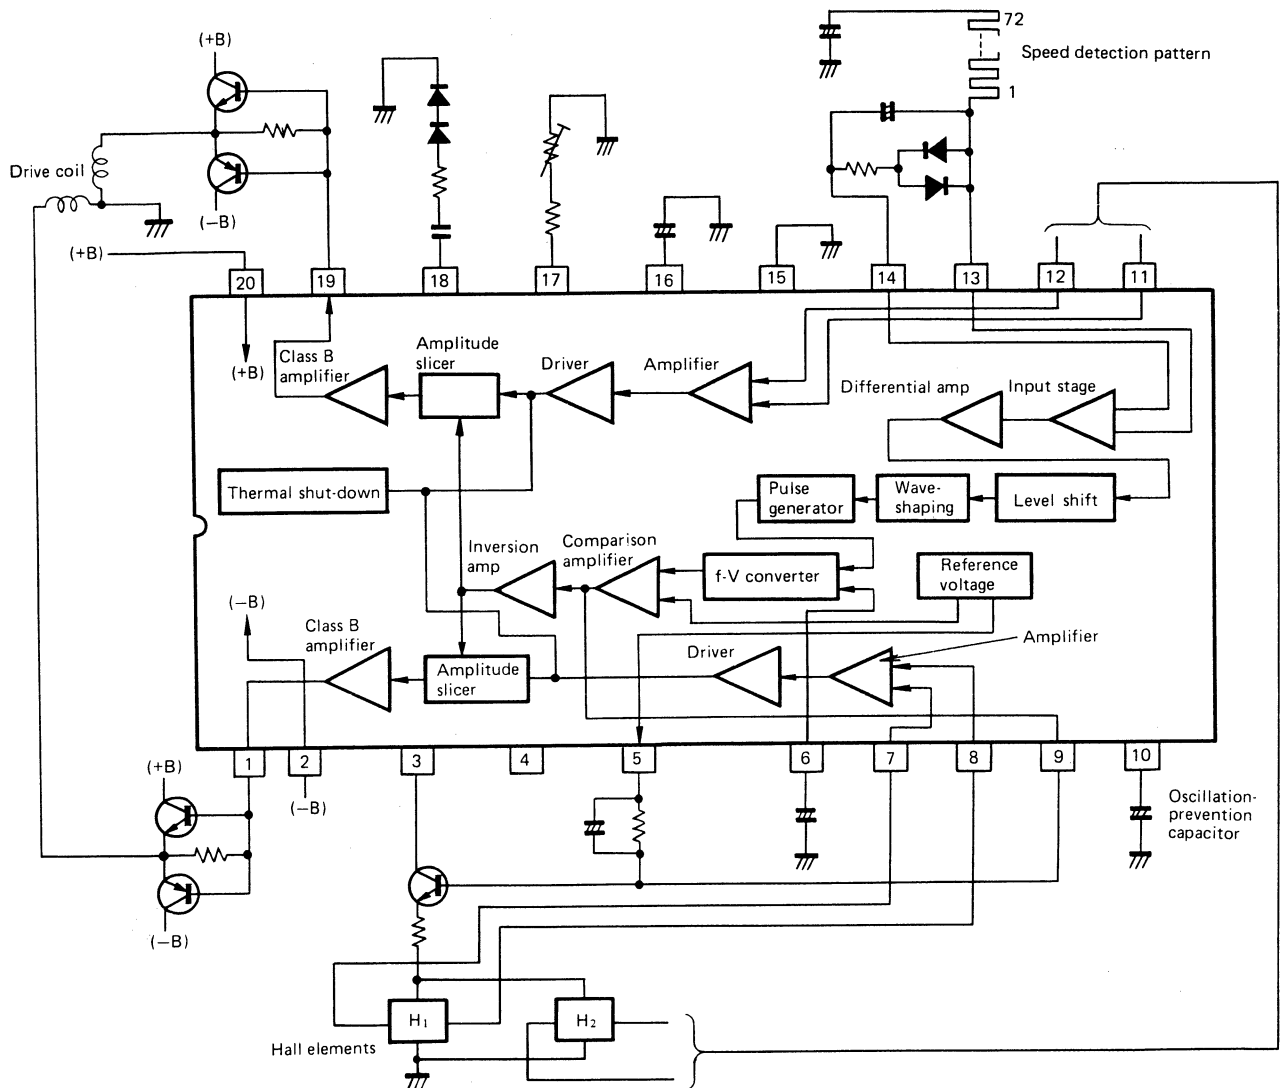 72
(+B)
Speed detection pattern
1
Drive coil
(−B)
(+B)
20
19
18
17
16
15
14
13
12
11
(+B)
Class B
amplifier
Amplitude
slicer
Driver
Amplifier
Differential amp
Input stage
Thermal shut-down
Pulse
generator
Wave-
shaping
Level shift
Inversion
amp
Comparison
amplifier
f-V converter
Reference
voltage
(−B)
Class B
amplifier
Amplitude
slicer
Driver
Amplifier
1
2
3
4
5
6
7
8
9
10
(+B)
(−B)
Oscillation-
prevention
capacitor
(−B)
H1
H2
Hall elements